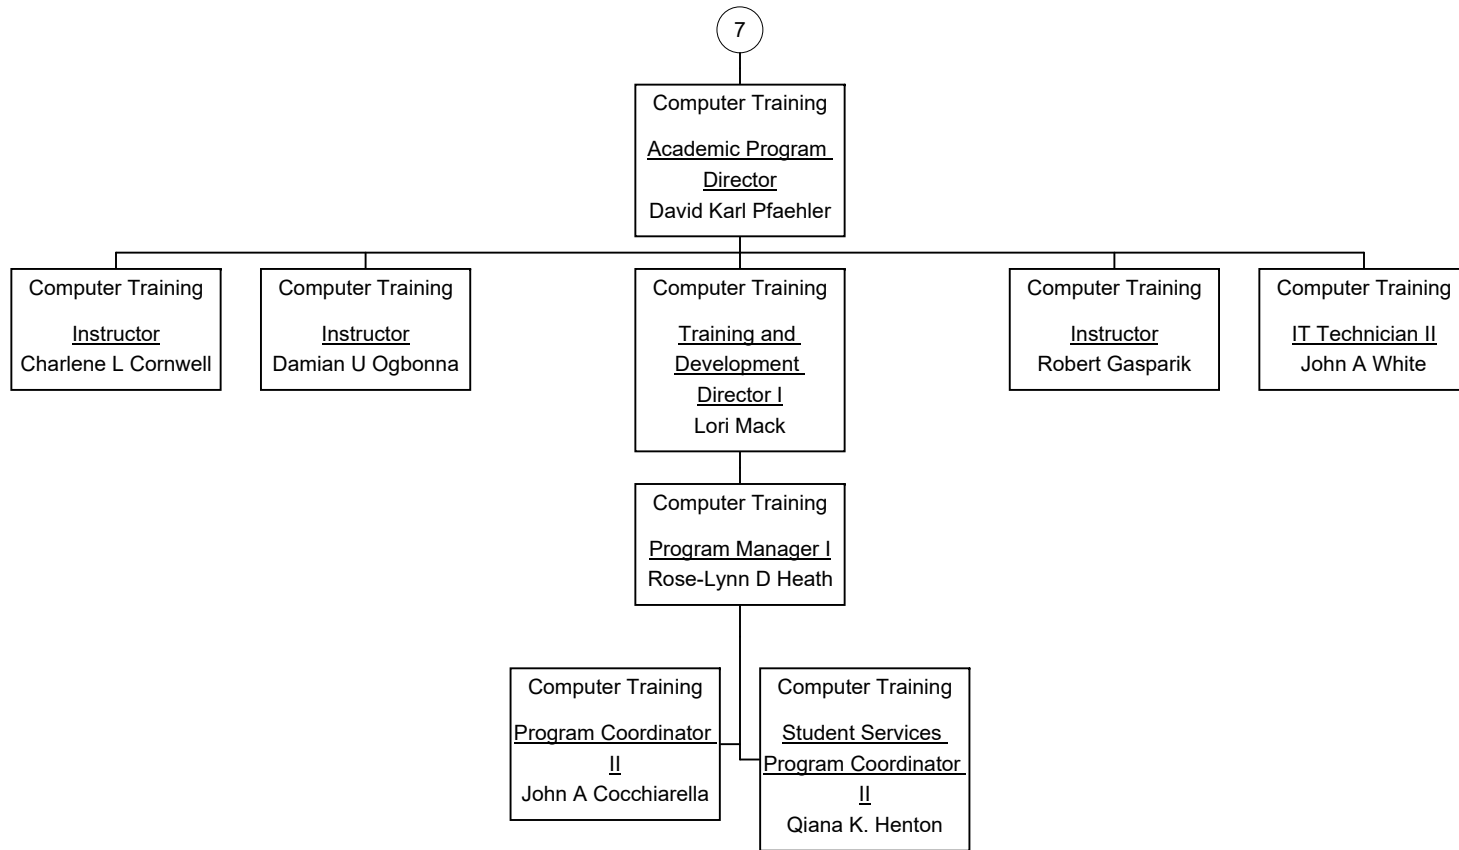 7
Computer Training
Academic Program
Director
David Karl Pfaehler
Computer Training
Instructor
Charlene L Cornwell
Computer Training
Instructor
Damian U Ogbonna
Computer Training
Training and
Development
Director I
Lori Mack
Computer Training
Instructor
Robert Gasparik
Computer Training
IT Technician II
John A White
Computer Training
Program Manager I
Rose-Lynn D Heath
Computer Training
Program Coordinator
II
John A Cocchiarella
Computer Training
Student Services
Program Coordinator
II
Qiana K. Henton